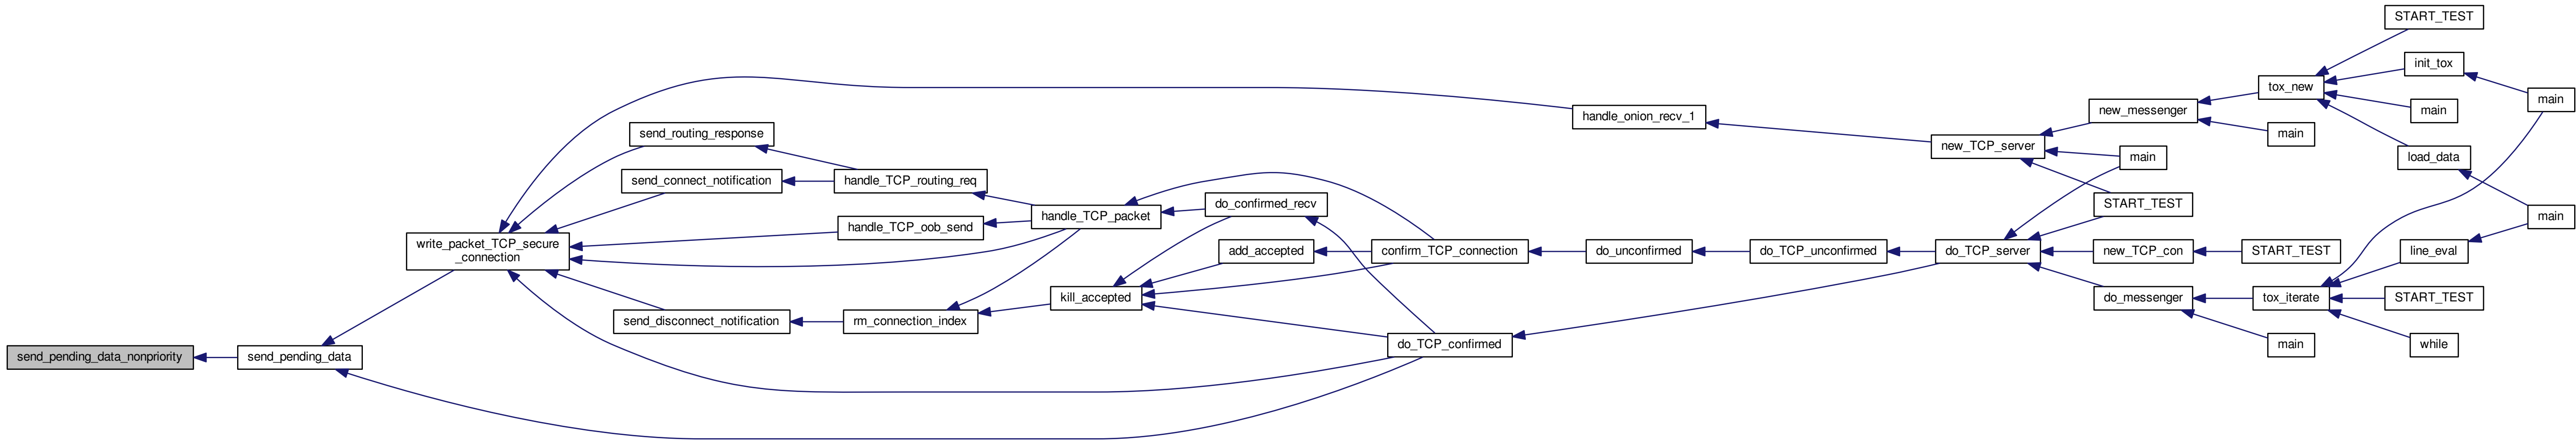 START_TEST
init_tox
tox_new
main
main
new_messenger
handle_onion_recv_1
main
send_routing_response
new_TCP_server
main
load_data
send_connect_notification
handle_TCP_routing_req
do_confirmed_recv
START_TEST
handle_TCP_packet
main
handle_TCP_oob_send
write_packet_TCP_secure
_connection
add_accepted
confirm_TCP_connection
do_unconfirmed
do_TCP_unconfirmed
do_TCP_server
new_TCP_con
START_TEST
line_eval
kill_accepted
do_messenger
tox_iterate
START_TEST
send_disconnect_notification
rm_connection_index
do_TCP_confirmed
main
while
send_pending_data_nonpriority
send_pending_data